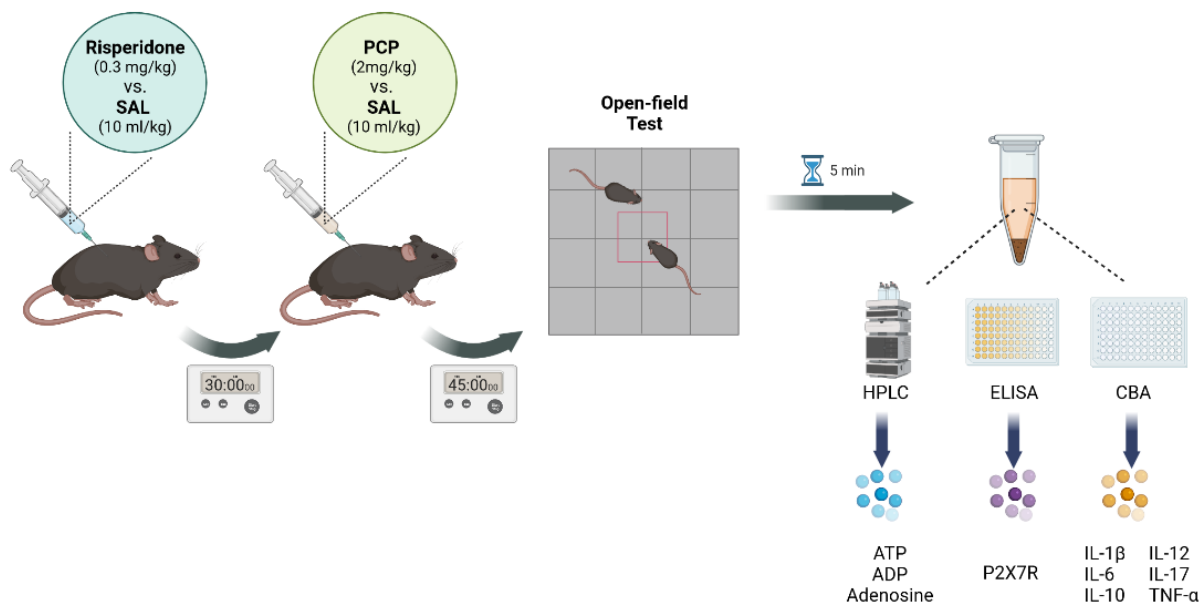 Risperidone
(0.3 mg/kg)
vs.
SAL
(10 ml/kg)
PCP
(2mg/kg)
vs.
SAL
(10 ml/kg)
Open-field
Test
5 min
30:00 00
45:00 00
HPLC
ELISA
CBA
ATP
ADP
Adenosine
P2X7R
IL-1β IL-12
IL-6 IL-17
IL-10 TNF-α